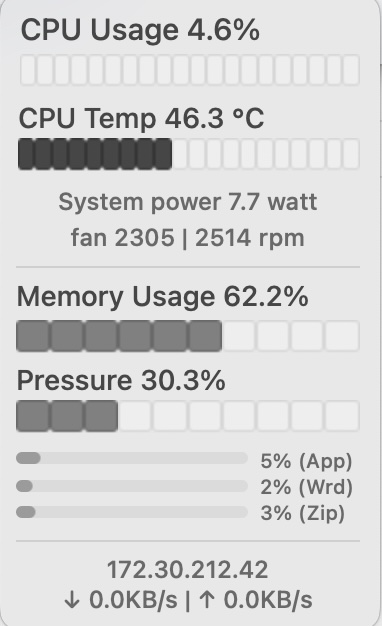 CPU Usage 4.6%
CPU Temp 46.3 °C
System power 7.7 watt
fan 2305 | 2514 rpm
Memory Usage 62.2%
Pressure 30.3%
5% (App)
2% (Wrd)
3% (Zip)
172.30.212.42
↓ 0.0KB/s | ↑ 0.0KB/s